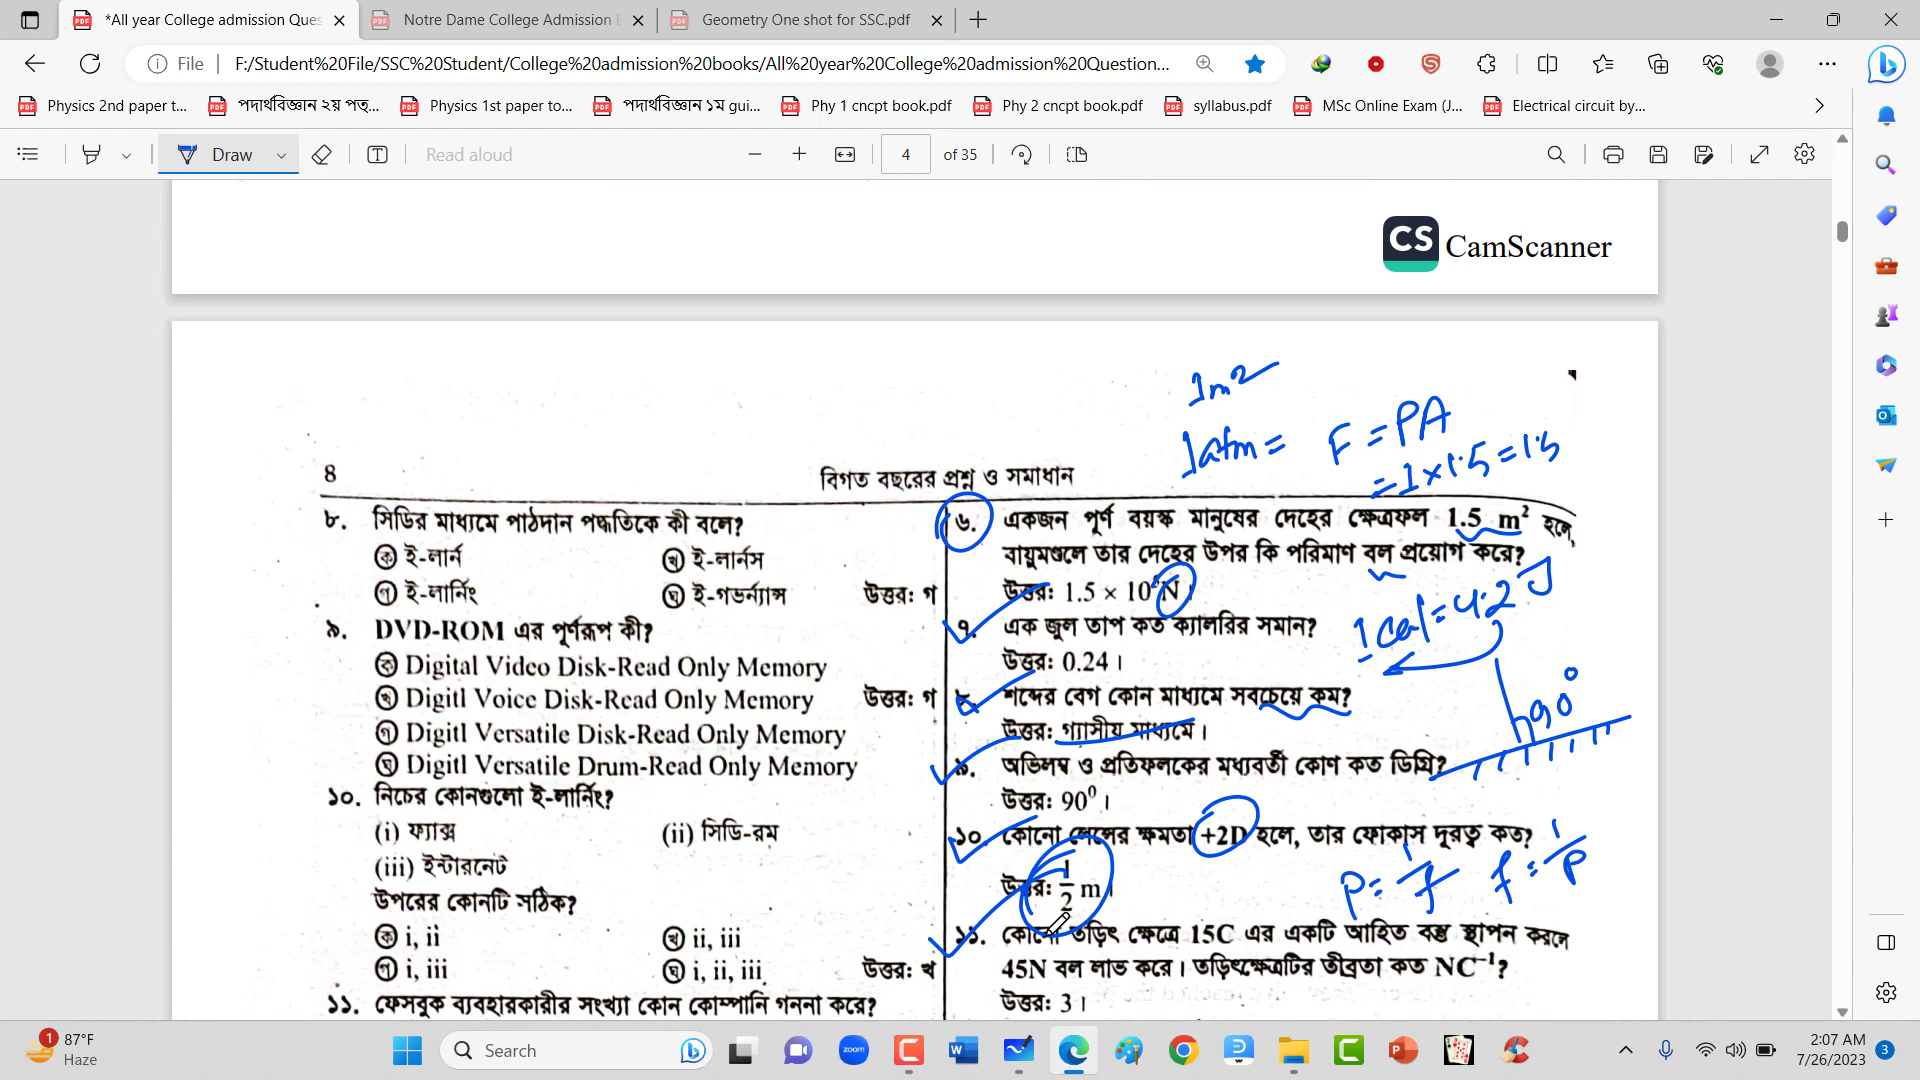 *All year College admission Ques
Notre Dame College Admission E
Geometry One shot for SSC.pdf
File
F:/Student%20File/SSC%20Student/College%20admission%20books/All%20year%20College%20admission%20Question...
Physics 2nd paper t...
পদার্থবিজ্ঞান ২য় পত্...
Physics 1st paper to...
পদার্থবিজ্ঞান ১ম gui...
Phy 1 cncpt book.pdf
Phy 2 cncpt book.pdf
syllabus.pdf
MSc Online Exam (J...
Electrical circuit by...
Draw
Read aloud
4
of 35
CS CamScanner
1m²
1atm =
F = PA
= 1 × 1.5 = 1.5
8
বিগত বছরের প্রশ্ন ও সমাধান
৮. সিডির মাধ্যমে পাঠদান পদ্ধতিকে কী বলে?
ক ই-লার্ন
খ ই-লার্নস
গ ই-লার্নিং
ঘ ই-গভর্ন্যান্স
উত্তর: গ
৯. DVD-ROM এর পূর্ণরূপ কী?
ক Digital Video Disk-Read Only Memory
খ Digitl Voice Disk-Read Only Memory
উত্তর: গ
গ Digitl Versatile Disk-Read Only Memory
ঘ Digitl Versatile Drum-Read Only Memory
১০. নিচের কোনগুলো ই-লার্নিং?
(i) ফ্যাক্স
(ii) সিডি-রম
(iii) ইন্টারনেট
উপরের কোনটি সঠিক?
ক i, ii
খ ii, iii
গ i, iii
ঘ i, ii, iii
উত্তর: খ
১১. ফেসবুক ব্যবহারকারীর সংখ্যা কোন কোম্পানি গননা করে?
৬. একজন পূর্ণ বয়স্ক মানুষের দেহের ক্ষেত্রফল 1.5 m² হলে,
বায়ুমণ্ডলে তার দেহের উপর কি পরিমাণ বল প্রয়োগ করে?
উত্তর: 1.5 × 10 N।
1 cal = 4.2 J
৭. এক জুল তাপ কত ক্যালরির সমান?
উত্তর: 0.24।
৮. শব্দের বেগ কোন মাধ্যমে সবচেয়ে কম?
উত্তর: গ্যাসীয় মাধ্যমে।
90°
৯. অভিলম্ব ও প্রতিফলকের মধ্যবর্তী কোণ কত ডিগ্রি?
উত্তর: 90⁰।
১০. কোনো লেন্সের ক্ষমতা +2D হলে, তার ফোকাস দূরত্ব কত?
উত্তর: 1/2 m।
P = 1/f f = 1/P
১১. কোনো তড়িৎ ক্ষেত্রে 15C এর একটি আহিত বস্তু স্থাপন করলে
45N বল লাভ করে। তড়িৎক্ষেত্রটির তীব্রতা কত NC⁻¹?
উত্তর: 3।
1
87°F
Haze
Search
zoom
2:07 AM
7/26/2023
3